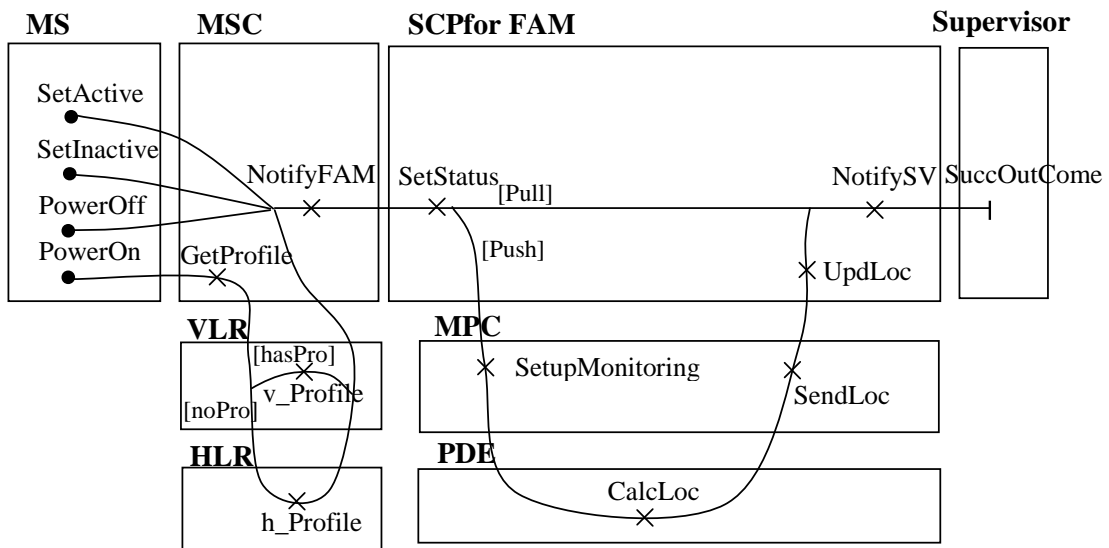 MS
MSC
SCPfor FAM
Supervisor
SetActive
SetInactive
NotifyFAM
SetStatus
[Pull]
NotifySV
SuccOutCome
PowerOff
PowerOn
GetProfile
[Push]
UpdLoc
VLR
MPC
[hasPro]
SetupMonitoring
v_Profile
[noPro]
SendLoc
HLR
PDE
CalcLoc
h_Profile